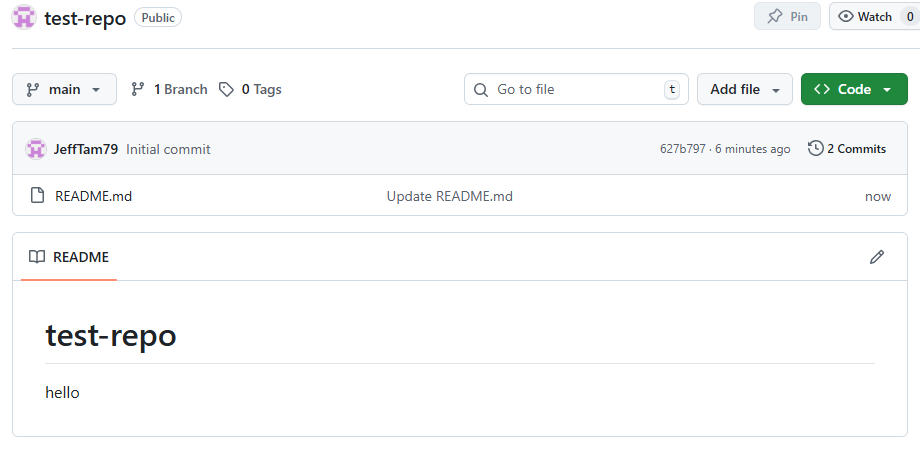 test-repo Public Pin Watch 0
main 1 Branch 0 Tags Go to file t Add file Code
JeffTam79 Initial commit 627b797 · 6 minutes ago 2 Commits
README.md Update README.md now
README
test-repo
hello